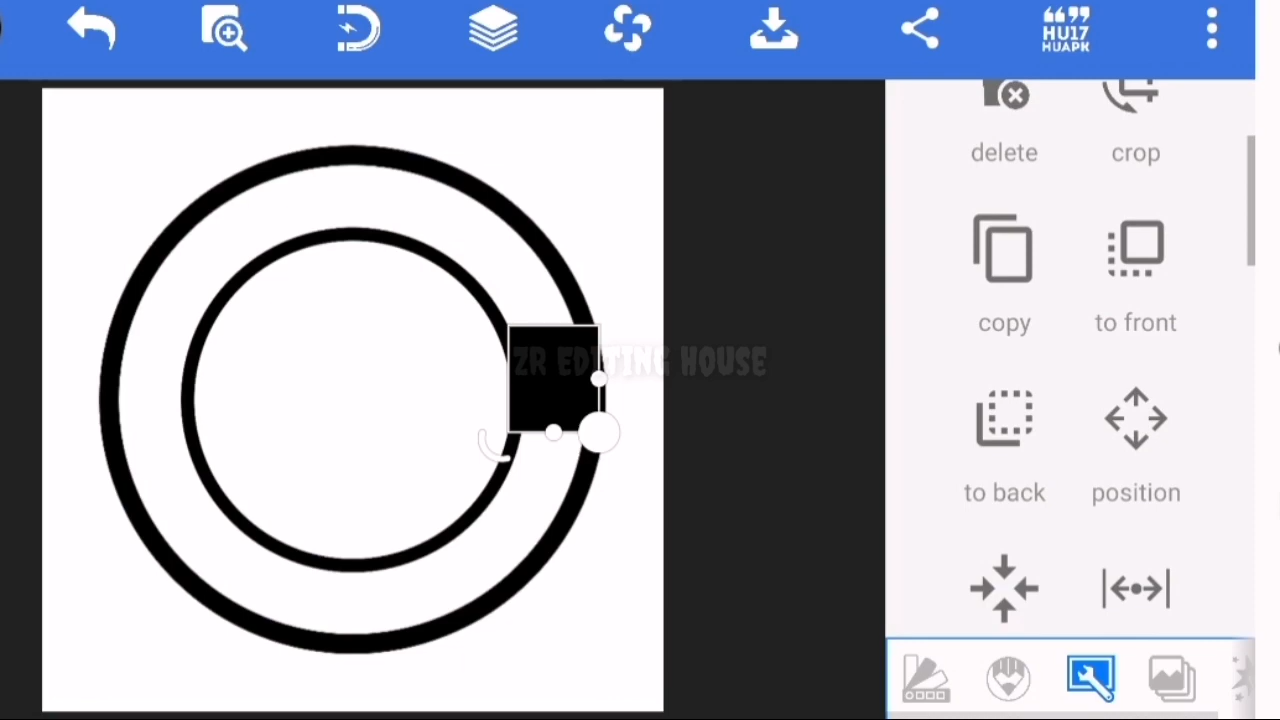 ❝❞
HU17
HUAPK
delete
crop
copy
to front
ZR EDITING HOUSE
to back
position